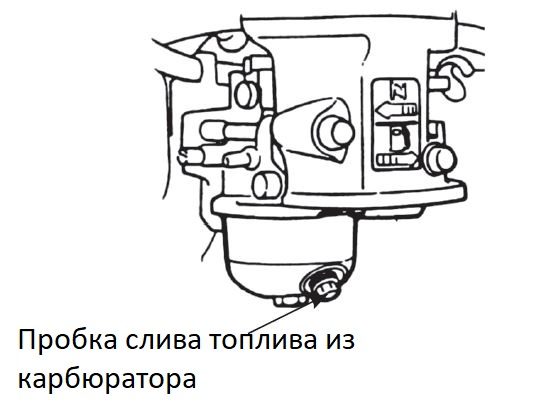 Пробка слива топлива из
карбюратора